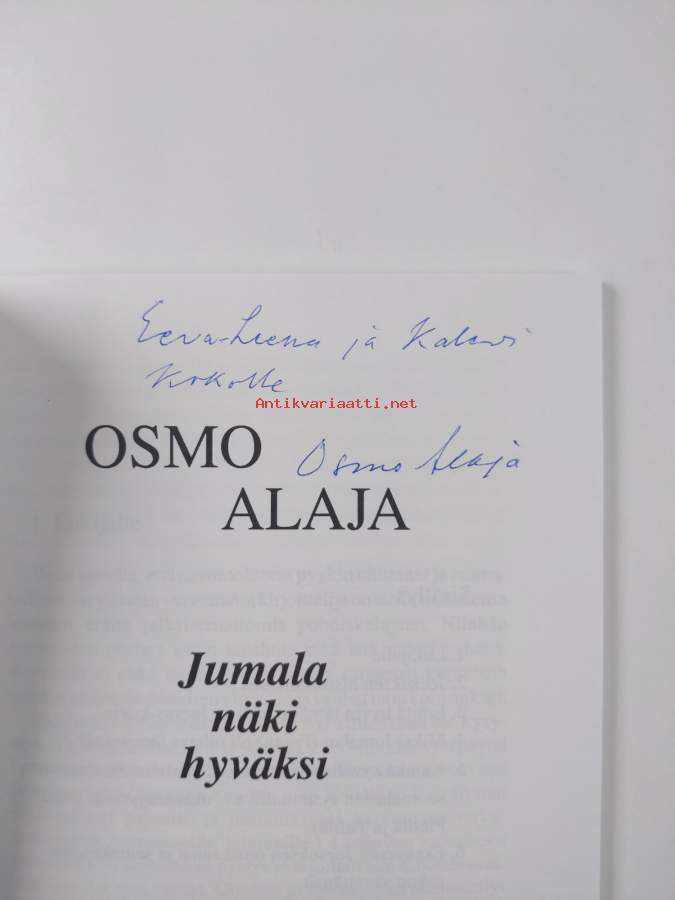 Eeva-Leena ja Kalevi
Kokolle
Antikvariaatti.net
OSMO
Osmo Alaja
ALAJA
Jumala
näki
hyväksi